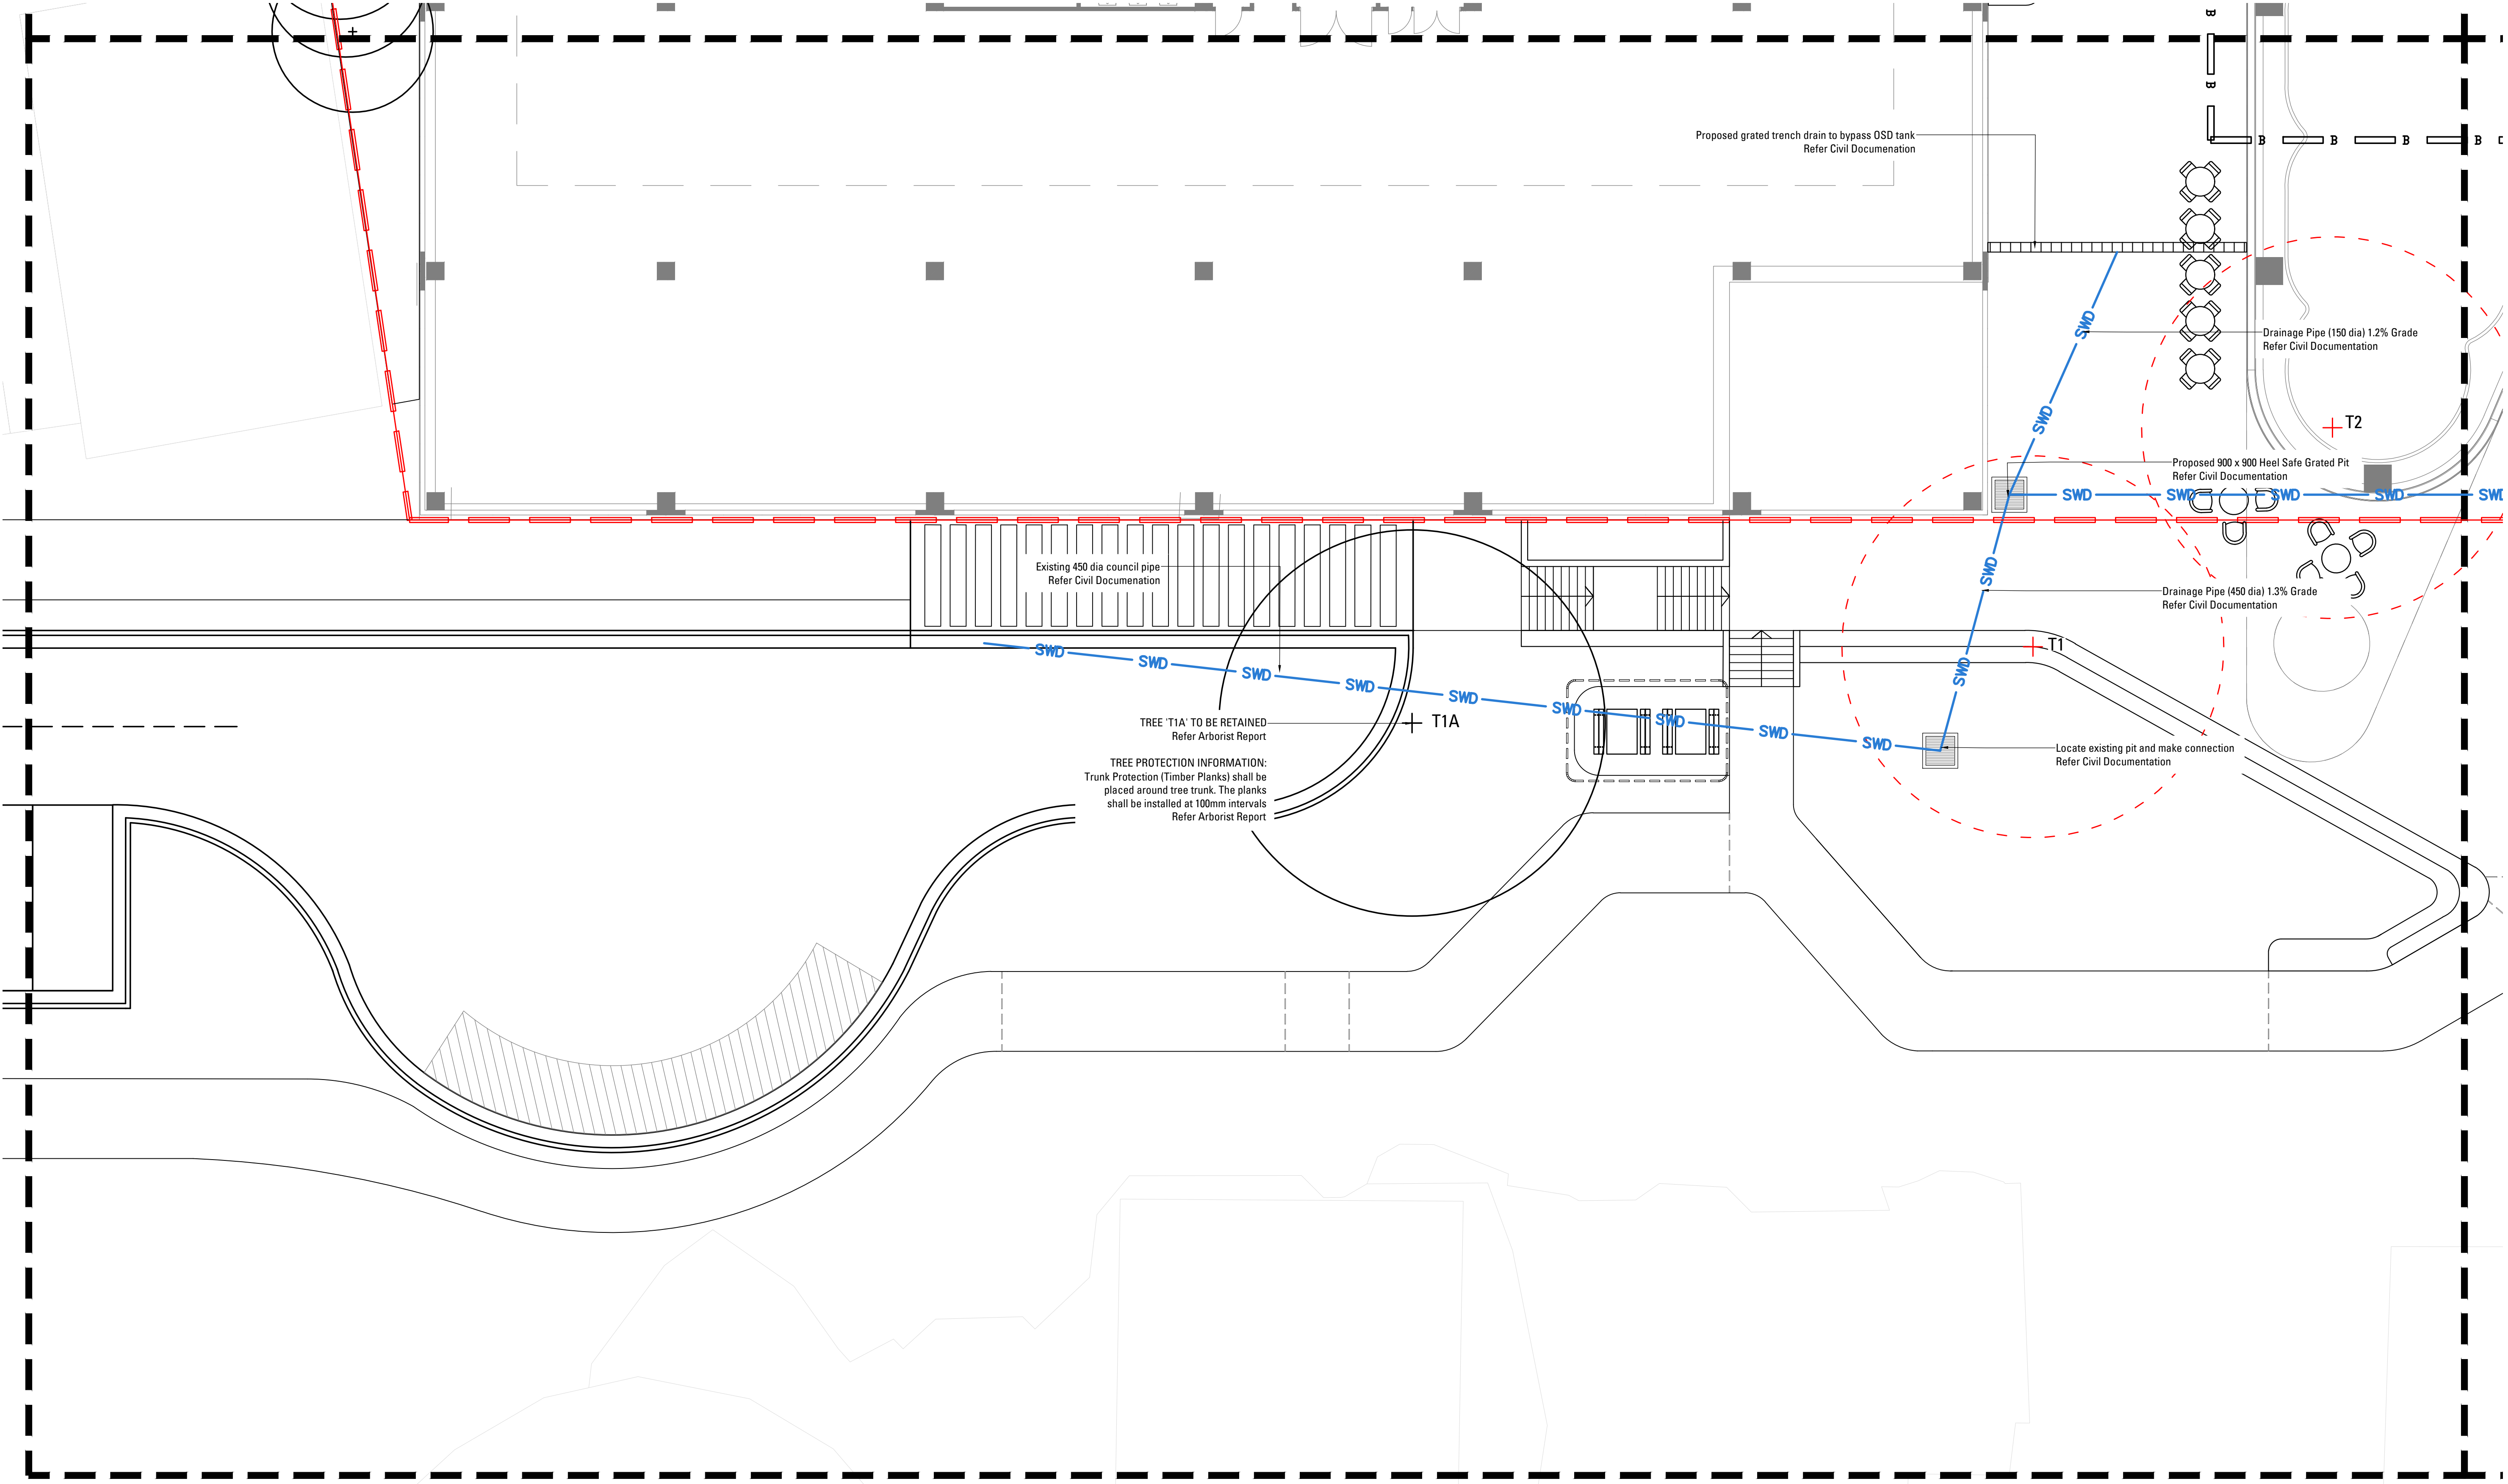 B
B
B
B
B
B
Proposed grated trench drain to bypass OSD tank
Refer Civil Documenation
SWD
Drainage Pipe (150 dia) 1.2% Grade
Refer Civil Documentation
SWD
T2
Proposed 900 x 900 Heel Safe Grated Pit
Refer Civil Documentation
SWD
SWD
SWD
SWD
SWD
Existing 450 dia council pipe
Refer Civil Documenation
SWD
Drainage Pipe (450 dia) 1.3% Grade
Refer Civil Documentation
T1
SWD
SWD
SWD
SWD
SWD
SWD
SWD
SWD
SWD
SWD
TREE 'T1A' TO BE RETAINED
Refer Arborist Report
T1A
TREE PROTECTION INFORMATION:
Trunk Protection (Timber Planks) shall be
placed around tree trunk. The planks
shall be installed at 100mm intervals
Refer Arborist Report
Locate existing pit and make connection
Refer Civil Documentation